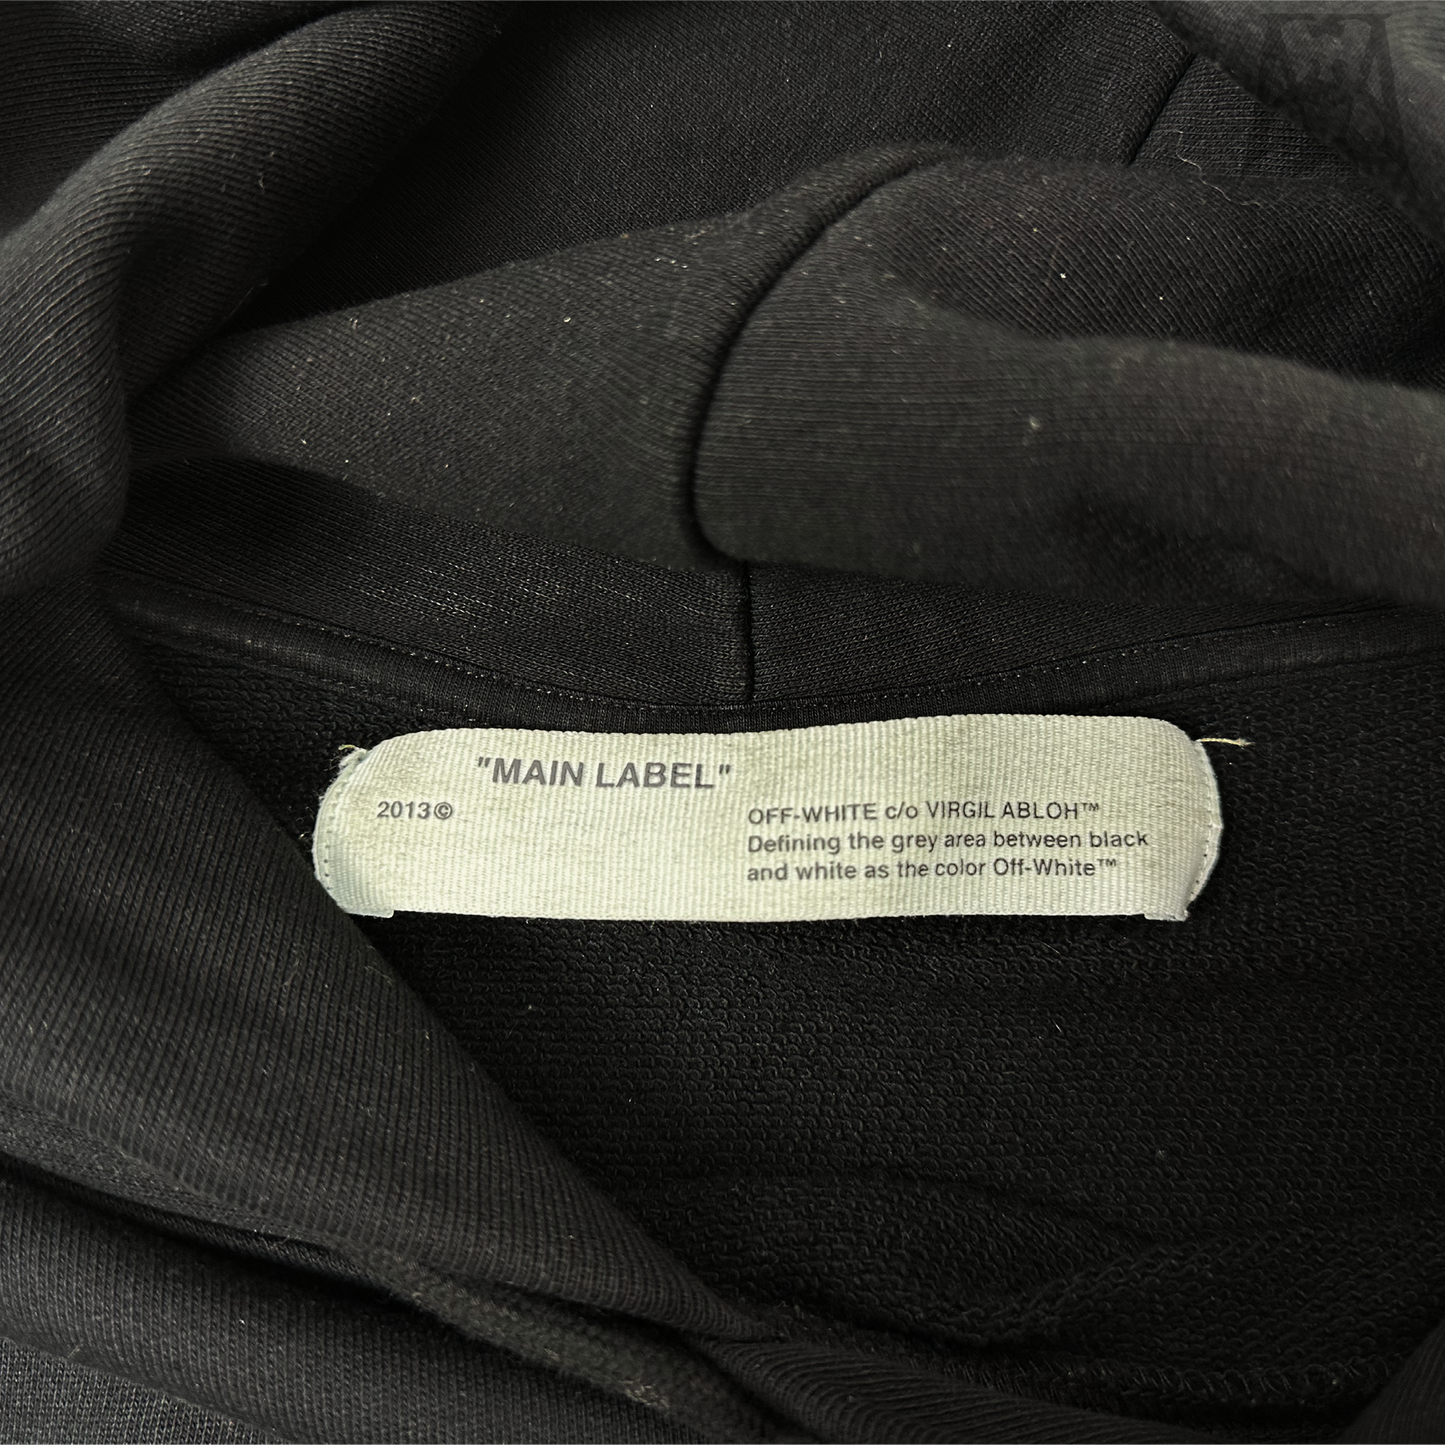 "MAIN LABEL"
2013©
OFF-WHITE c/o VIRGIL ABLOH™
Defining the grey area between black
and white as the color Off-White™